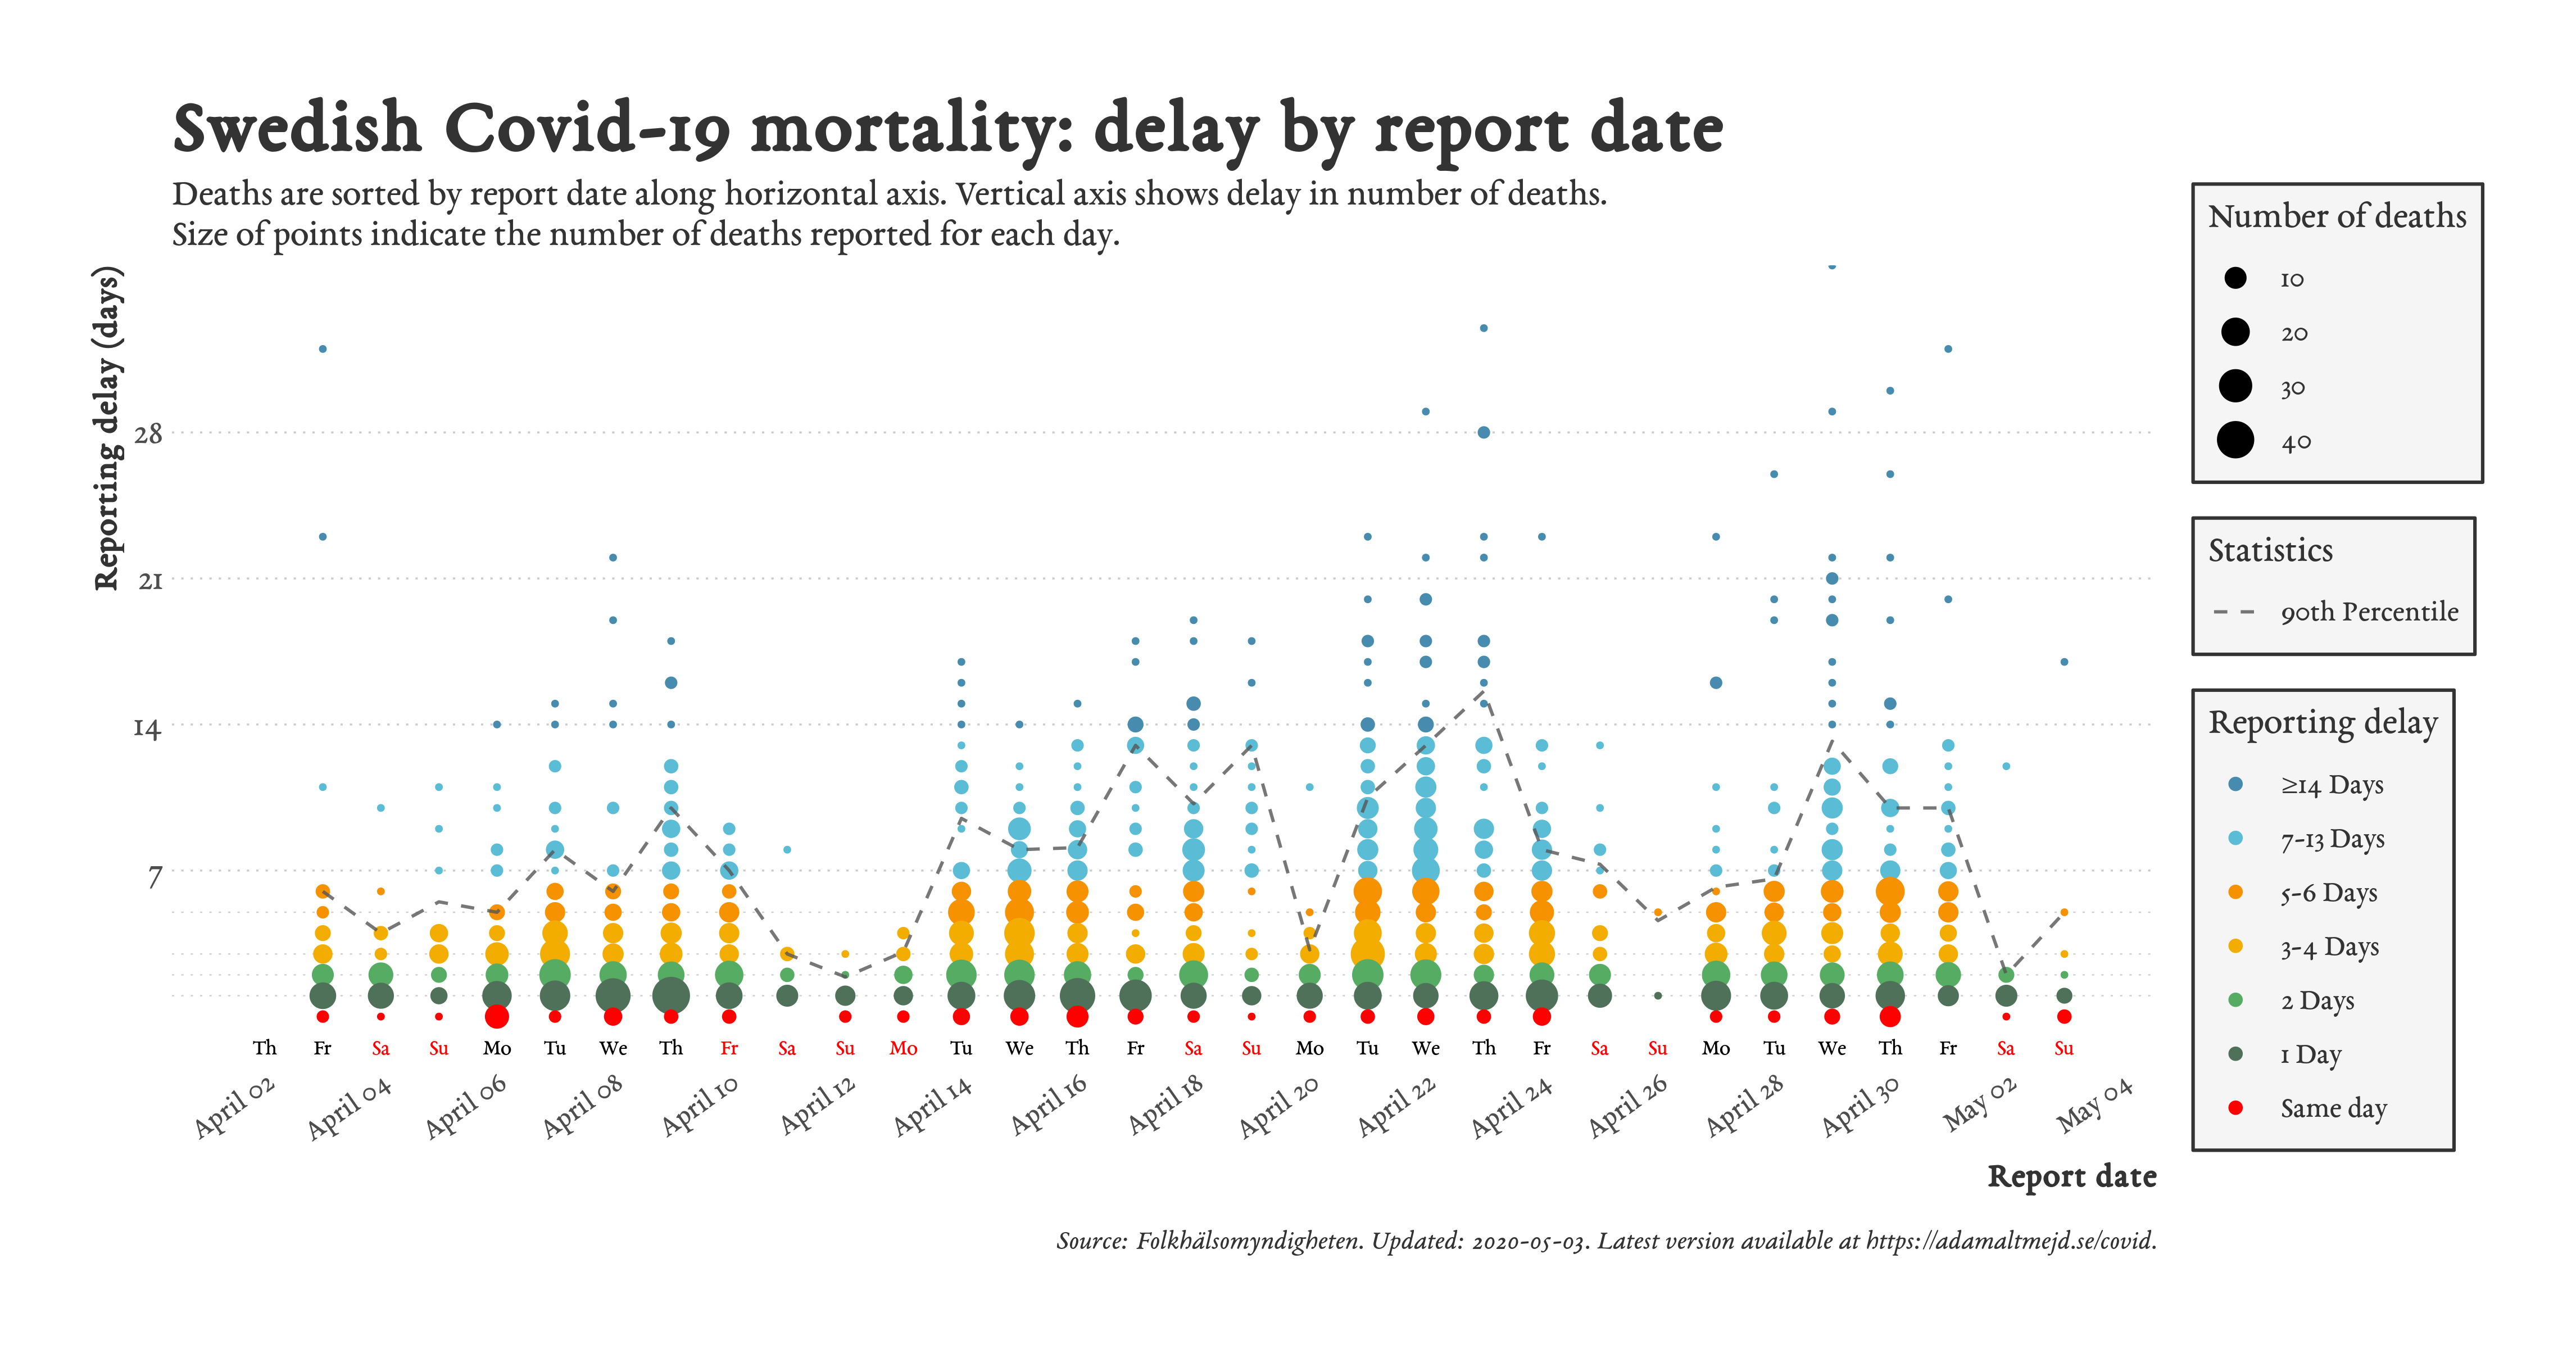 Swedish Covid-19 mortality: delay by report date
Deaths are sorted by report date along horizontal axis. Vertical axis shows delay in number of deaths.
Size of points indicate the number of deaths reported for each day.
Reporting delay (days)
28
21
14
7
Th Fr Sa Su Mo Tu We Th Fr Sa Su Mo Tu We Th Fr Sa Su Mo Tu We Th Fr Sa Su Mo Tu We Th Fr Sa Su
April 02 April 04 April 06 April 08 April 10 April 12 April 14 April 16 April 18 April 20 April 22 April 24 April 26 April 28 April 30 May 02 May 04
Report date
Number of deaths
10
20
30
40
Statistics
90th Percentile
Reporting delay
≥14 Days
7-13 Days
5-6 Days
3-4 Days
2 Days
1 Day
Same day
Source: Folkhälsomyndigheten. Updated: 2020-05-03. Latest version available at https://adamaltmejd.se/covid.